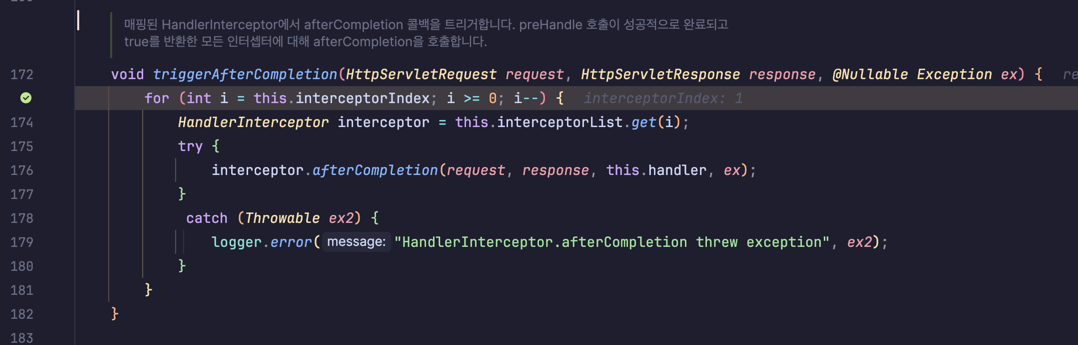 매핑된 HandlerInterceptor에서 afterCompletion 콜백을 트리거합니다. preHandle 호출이 성공적으로 완료되고
true를 반환한 모든 인터셉터에 대해 afterCompletion을 호출합니다.
172 void triggerAfterCompletion(HttpServletRequest request, HttpServletResponse response, @Nullable Exception ex) { re
for (int i = this.interceptorIndex; i >= 0; i--) { interceptorIndex: 1
174 HandlerInterceptor interceptor = this.interceptorList.get(i);
175 try {
176 interceptor.afterCompletion(request, response, this.handler, ex);
177 }
178 catch (Throwable ex2) {
179 logger.error( message: "HandlerInterceptor.afterCompletion threw exception", ex2);
180 }
181 }
182 }
183